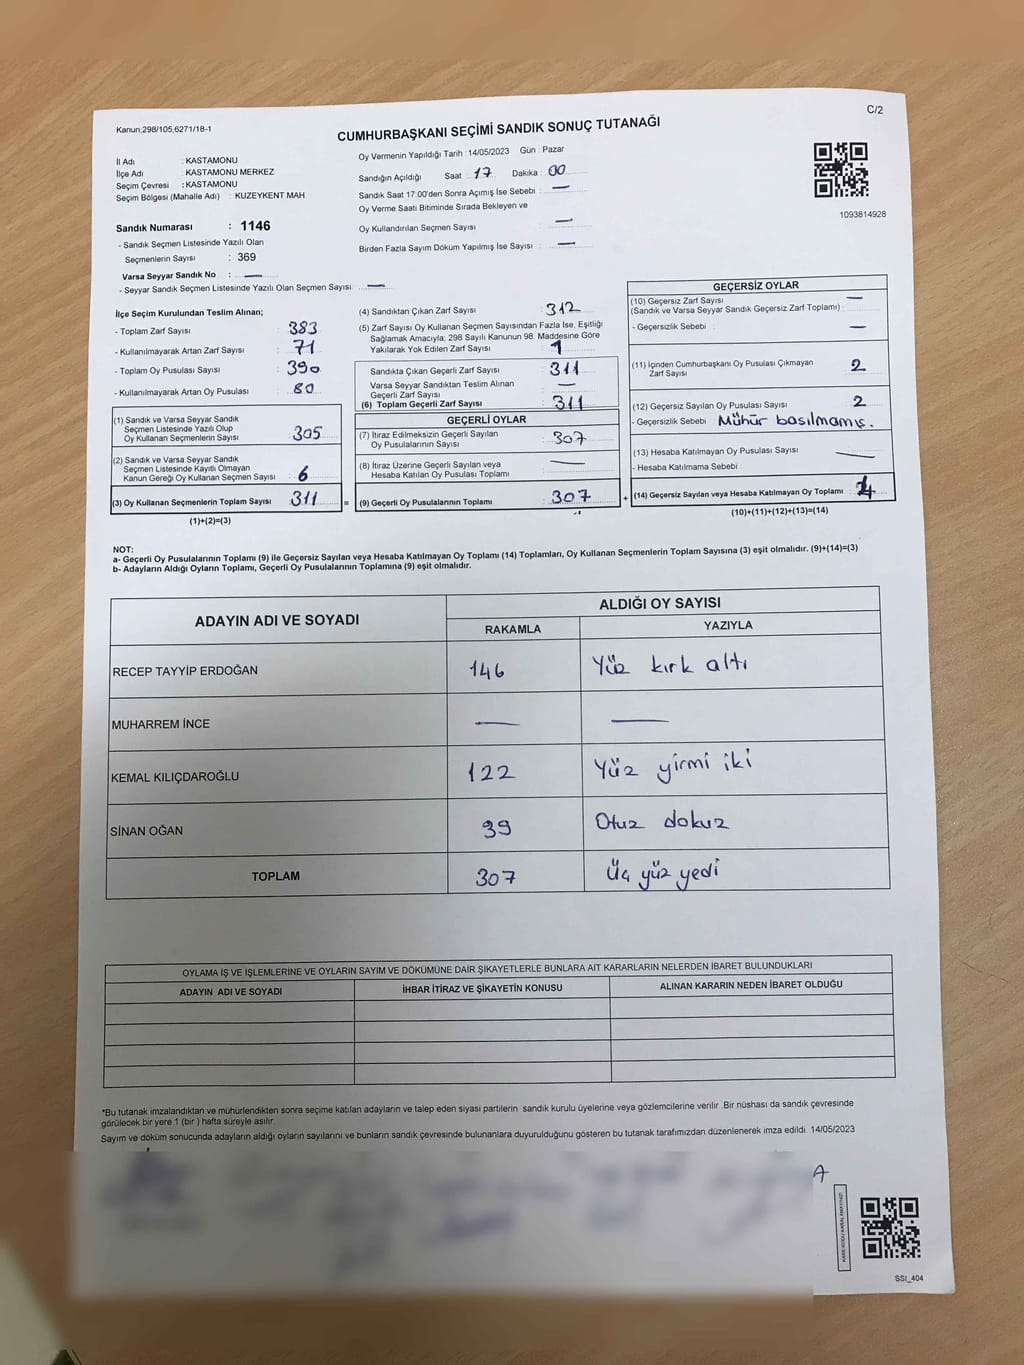 Kanun,298/105,6271/18-1
C/2
CUMHURBAŞKANI SEÇİMİ SANDIK SONUÇ TUTANAĞI
İl Adı : KASTAMONU
İlçe Adı : KASTAMONU MERKEZ
Seçim Çevresi : KASTAMONU
Seçim Bölgesi (Mahalle Adı) : KUZEYKENT MAH
Sandık Numarası : 1146
- Sandık Seçmen Listesinde Yazılı Olan
Seçmenlerin Sayısı : 369
Varsa Seyyar Sandık No : —
- Seyyar Sandık Seçmen Listesinde Yazılı Olan Seçmen Sayısı: —
Oy Vermenin Yapıldığı Tarih : 14/05/2023 Gün : Pazar
Sandığın Açıldığı Saat : 17 Dakika : 00
Sandık Saat 17:00'den Sonra Açımış İse Sebebi : —
Oy Verme Saati Bitiminde Sırada Bekleyen ve
Oy Kullandırılan Seçmen Sayısı : —
Birden Fazla Sayım Döküm Yapılmış İse Sayısı : —
1093814928
İlçe Seçim Kurulundan Teslim Alınan;
- Toplam Zarf Sayısı : 383
- Kullanılmayarak Artan Zarf Sayısı : 71
- Toplam Oy Pusulası Sayısı : 390
- Kullanılmayarak Artan Oy Pusulası : 80
(1) Sandık ve Varsa Seyyar Sandık
Seçmen Listesinde Yazılı Olup
Oy Kullanan Seçmenlerin Sayısı : 305
(2) Sandık ve Varsa Seyyar Sandık
Seçmen Listesinde Kayıtlı Olmayan
Kanun Gereği Oy Kullanan Seçmen Sayısı : 6
(3) Oy Kullanan Seçmenlerin Toplam Sayısı : 311 =
(1)+(2)=(3)
(4) Sandıktan Çıkan Zarf Sayısı : 312
(5) Zarf Sayısı Oy Kullanan Seçmen Sayısından Fazla İse, Eşitliği
Sağlamak Amacıyla; 298 Sayılı Kanunun 98. Maddesine Göre
Yakılarak Yok Edilen Zarf Sayısı : 1
Sandıkta Çıkan Geçerli Zarf Sayısı : 311
Varsa Seyyar Sandıktan Teslim Alınan
Geçerli Zarf Sayısı : —
(6) Toplam Geçerli Zarf Sayısı : 311
GEÇERLİ OYLAR
(7) İtiraz Edilmeksizin Geçerli Sayılan
Oy Pusulalarının Sayısı : 307
(8) İtiraz Üzerine Geçerli Sayılan veya
Hesaba Katılan Oy Pusulası Toplamı : —
(9) Geçerli Oy Pusulalarının Toplamı : 307 +
GEÇERSİZ OYLAR
(10) Geçersiz Zarf Sayısı : —
(Sandık ve Varsa Seyyar Sandık Geçersiz Zarf Toplamı)
- Geçersizlik Sebebi : —
(11) İçinden Cumhurbaşkanı Oy Pusulası Çıkmayan
Zarf Sayısı : 2
(12) Geçersiz Sayılan Oy Pusulası Sayısı : 2
- Geçersizlik Sebebi : Mühür basılmamış.
(13) Hesaba Katılmayan Oy Pusulası Sayısı : —
- Hesaba Katılmama Sebebi :
(14) Geçersiz Sayılan veya Hesaba Katılmayan Oy Toplamı : 4
(10)+(11)+(12)+(13)=(14)
NOT:
a- Geçerli Oy Pusulalarının Toplamı (9) ile Geçersiz Sayılan veya Hesaba Katılmayan Oy Toplamı (14) Toplamları, Oy Kullanan Seçmenlerin Toplam Sayısına (3) eşit olmalıdır. (9)+(14)=(3)
b- Adayların Aldığı Oyların Toplamı, Geçerli Oy Pusulalarının Toplamına (9) eşit olmalıdır.
ADAYIN ADI VE SOYADI ALDIĞI OY SAYISI
RAKAMLA YAZIYLA
RECEP TAYYİP ERDOĞAN 146 Yüz kırk altı
MUHARREM İNCE — —
KEMAL KILIÇDAROĞLU 122 Yüz yirmi iki
SİNAN OĞAN 39 Otuz dokuz
TOPLAM 307 Üç yüz yedi
OYLAMA İŞ VE İŞLEMLERİNE VE OYLARIN SAYIM VE DÖKÜMÜNE DAİR ŞİKAYETLERLE BUNLARA AİT KARARLARIN NELERDEN İBARET BULUNDUKLARI
ADAYIN ADI VE SOYADI İHBAR İTİRAZ VE ŞİKAYETİN KONUSU ALINAN KARARIN NEDEN İBARET OLDUĞU
*Bu tutanak imzalandıktan ve mühürlendikten sonra seçime katılan adayların ve talep eden siyasi partilerin sandık kurulu üyelerine veya gözlemcilerine verilir .Bir nüshası da sandık çevresinde
görülecek bir yere 1 (bir ) hafta süreyle asılır.
Sayım ve döküm sonucunda adayların aldığı oyların sayılarını ve bunların sandık çevresinde bulunanlara duyurulduğunu gösteren bu tutanak tarafımızdan düzenlenerek imza edildi. 14/05/2023
A
SSI_404